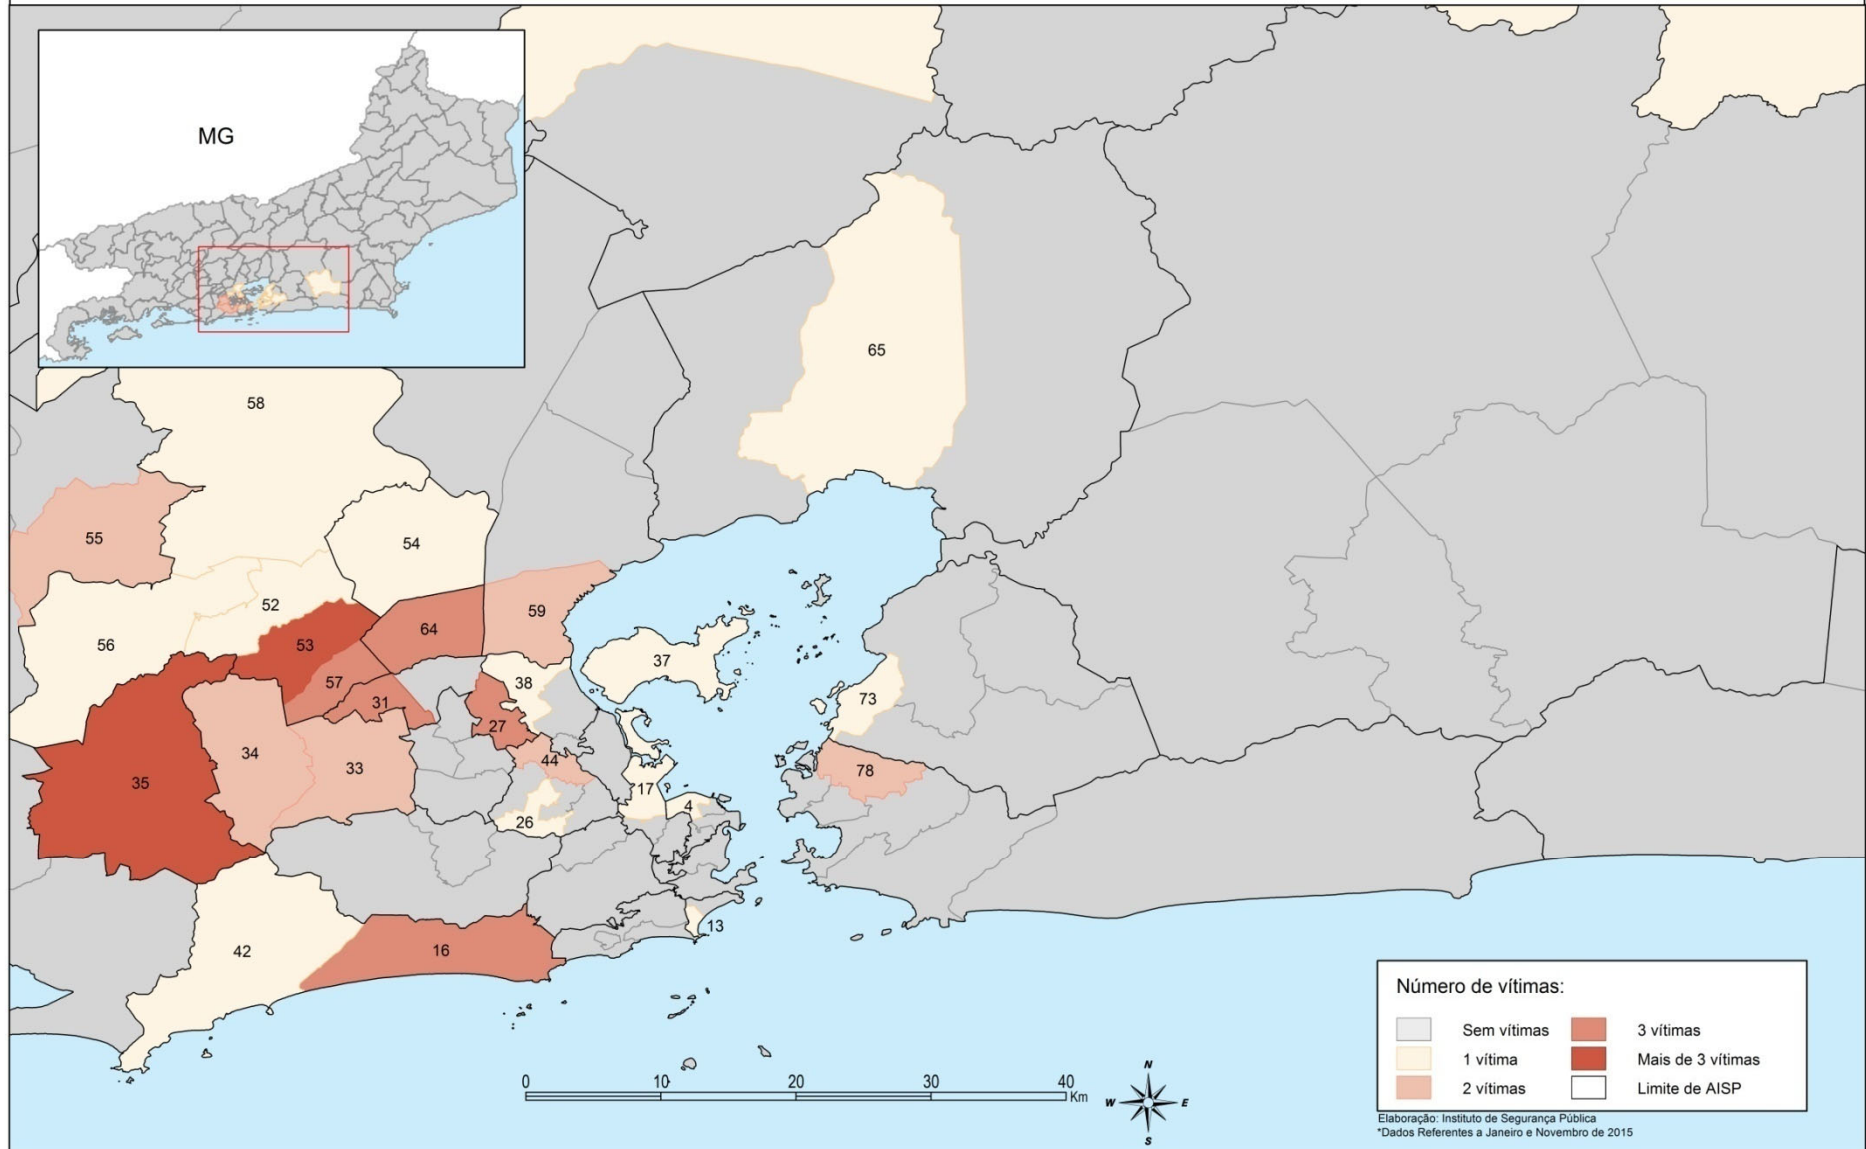 MG
65
58
55
54
52
59
56
53
64
37
57
38
31
73
27
34
33
44
78
35
17
4
26
13
42
16
Número de vítimas:
Sem vítimas
3 vítimas
1 vítima
Mais de 3 vítimas
2 vítimas
Limite de AISP
0 10 20 30 40
Km
N
W E
S
Elaboração: Instituto de Segurança Pública
*Dados Referentes a Janeiro e Novembro de 2015